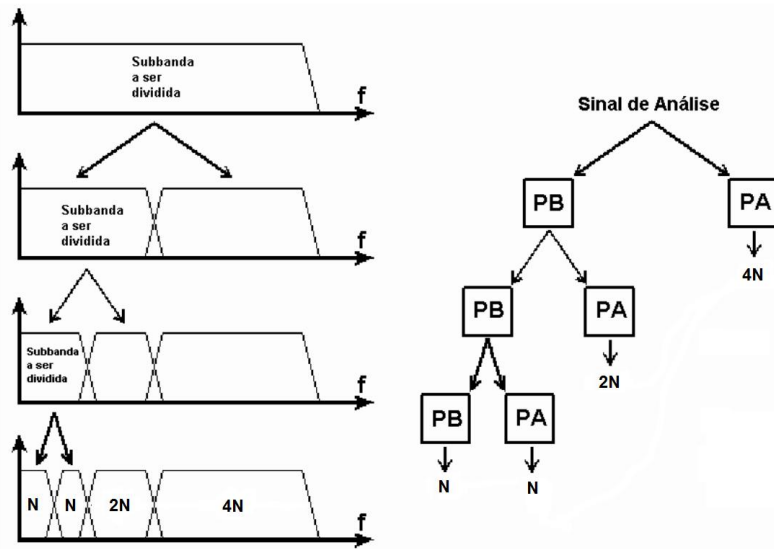 Subbanda
a ser
dividida
f
Subbanda
a ser
dividida
f
Subbanda
a ser
dividida
f
N
N
2N
4N
f
Sinal de Análise
PB
PA
4N
PB
PA
2N
PB
PA
N
N